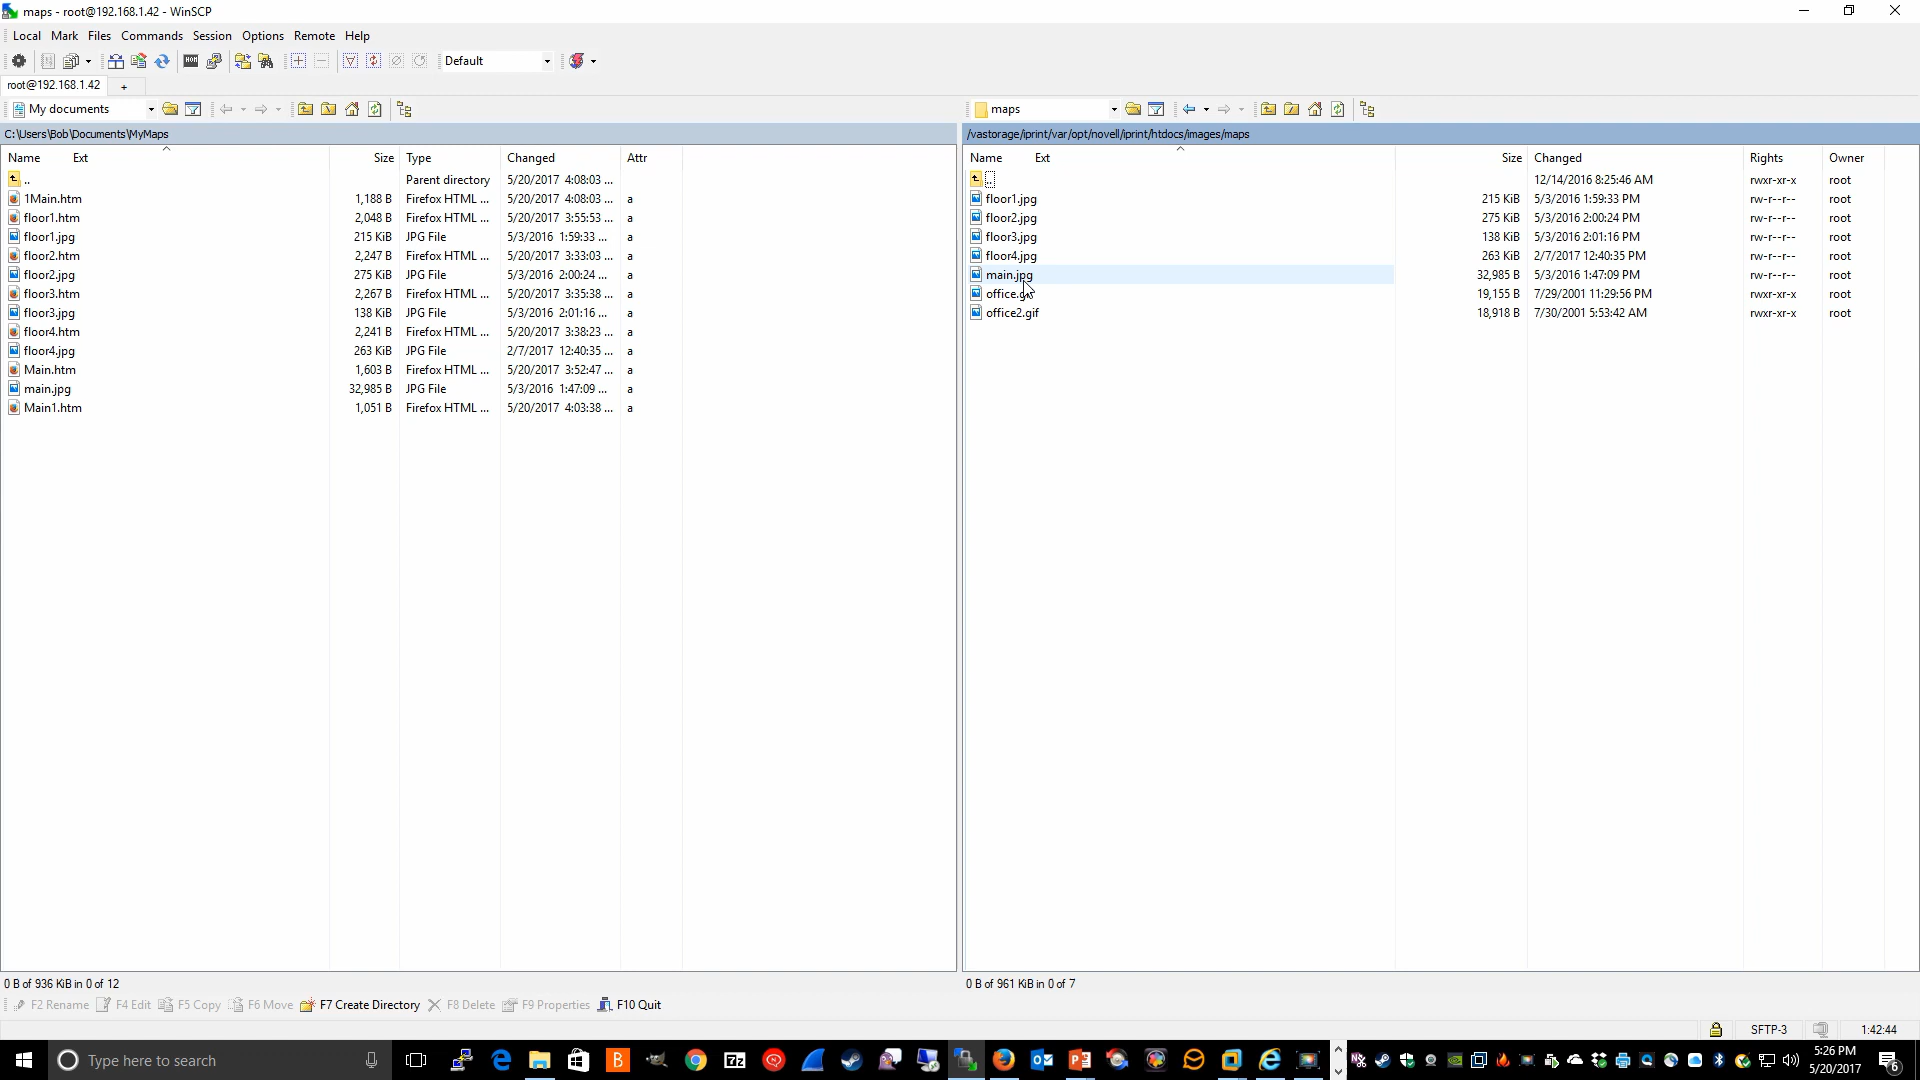 maps - root@192.168.1.42 - WinSCP
Local Mark Files Commands Session Options Remote Help
Default
root@192.168.1.42 +
My documents
maps
C:\Users\Bob\Documents\MyMaps
/vastorage/iprint/var/opt/novell/iprint/htdocs/images/maps
Name Ext Size Type Changed Attr
.. Parent directory 5/20/2017 4:08:03 ...
1Main.htm 1,188 B Firefox HTML ... 5/20/2017 4:08:03 ... a
floor1.htm 2,048 B Firefox HTML ... 5/20/2017 3:55:53 ... a
floor1.jpg 215 KiB JPG File 5/3/2016 1:59:33 ... a
floor2.htm 2,247 B Firefox HTML ... 5/20/2017 3:33:03 ... a
floor2.jpg 275 KiB JPG File 5/3/2016 2:00:24 ... a
floor3.htm 2,267 B Firefox HTML ... 5/20/2017 3:35:38 ... a
floor3.jpg 138 KiB JPG File 5/3/2016 2:01:16 ... a
floor4.htm 2,241 B Firefox HTML ... 5/20/2017 3:38:23 ... a
floor4.jpg 263 KiB JPG File 2/7/2017 12:40:35 ... a
Main.htm 1,603 B Firefox HTML ... 5/20/2017 3:52:47 ... a
main.jpg 32,985 B JPG File 5/3/2016 1:47:09 ... a
Main1.htm 1,051 B Firefox HTML ... 5/20/2017 4:03:38 ... a
Name Ext Size Changed Rights Owner
.. 12/14/2016 8:25:46 AM rwxr-xr-x root
floor1.jpg 215 KiB 5/3/2016 1:59:33 PM rw-r--r-- root
floor2.jpg 275 KiB 5/3/2016 2:00:24 PM rw-r--r-- root
floor3.jpg 138 KiB 5/3/2016 2:01:16 PM rw-r--r-- root
floor4.jpg 263 KiB 2/7/2017 12:40:35 PM rw-r--r-- root
main.jpg 32,985 B 5/3/2016 1:47:09 PM rw-r--r-- root
office.gif 19,155 B 7/29/2001 11:29:56 PM rwxr-xr-x root
office2.gif 18,918 B 7/30/2001 5:53:42 AM rwxr-xr-x root
0 B of 936 KiB in 0 of 12
0 B of 961 KiB in 0 of 7
F2 Rename F4 Edit F5 Copy F6 Move F7 Create Directory F8 Delete F9 Properties F10 Quit
SFTP-3 1:42:44
Type here to search
5:26 PM
5/20/2017
6